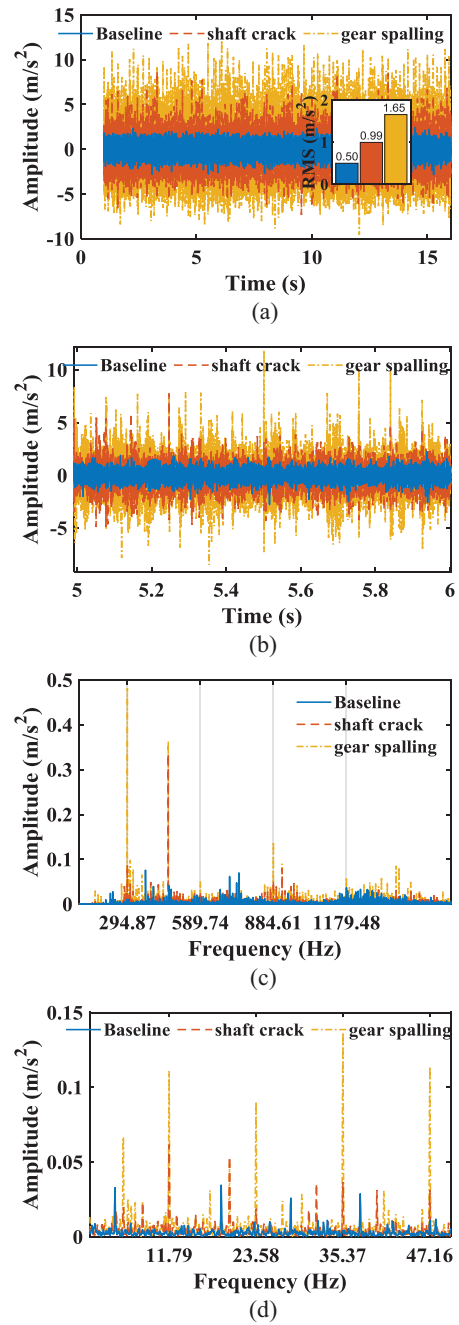 15
Baseline shaft crack gear spalling
10
5
0
-5
-10
Amplitude (m/s²)
2
1
0
RMS (m/s²)
0.50
0.99
1.65
0 5 10 15
Time (s)
(a)
Baseline shaft crack gear spalling
10
5
0
-5
Amplitude (m/s²)
5 5.2 5.4 5.6 5.8 6
Time (s)
(b)
0.5
0.4
0.3
0.2
0.1
0
Amplitude (m/s²)
Baseline
shaft crack
gear spalling
294.87 589.74 884.61 1179.48
Frequency (Hz)
(c)
0.15
Baseline shaft crack gear spalling
0.1
0.05
0
Amplitude (m/s²)
11.79 23.58 35.37 47.16
Frequency (Hz)
(d)